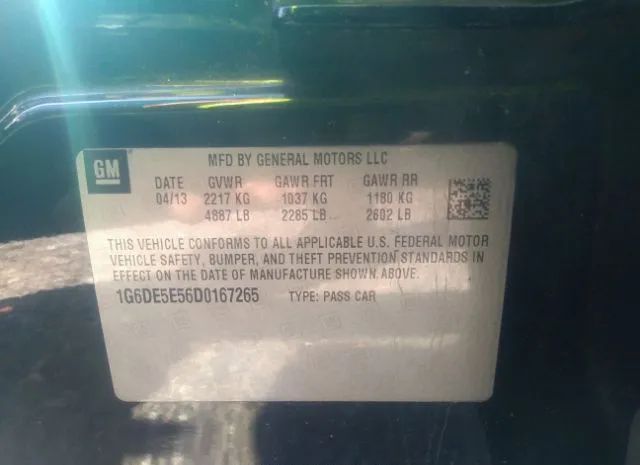 GM
MFD BY GENERAL MOTORS LLC
DATE GVWR GAWR FRT GAWR RR
04/13 2217 KG 1037 KG 1180 KG
4887 LB 2285 LB 2602 LB
THIS VEHICLE CONFORMS TO ALL APPLICABLE U.S. FEDERAL MOTOR
VEHICLE SAFETY, BUMPER, AND THEFT PREVENTION STANDARDS IN
EFFECT ON THE DATE OF MANUFACTURE SHOWN ABOVE.
1G6DE5E56D0167265 TYPE: PASS CAR